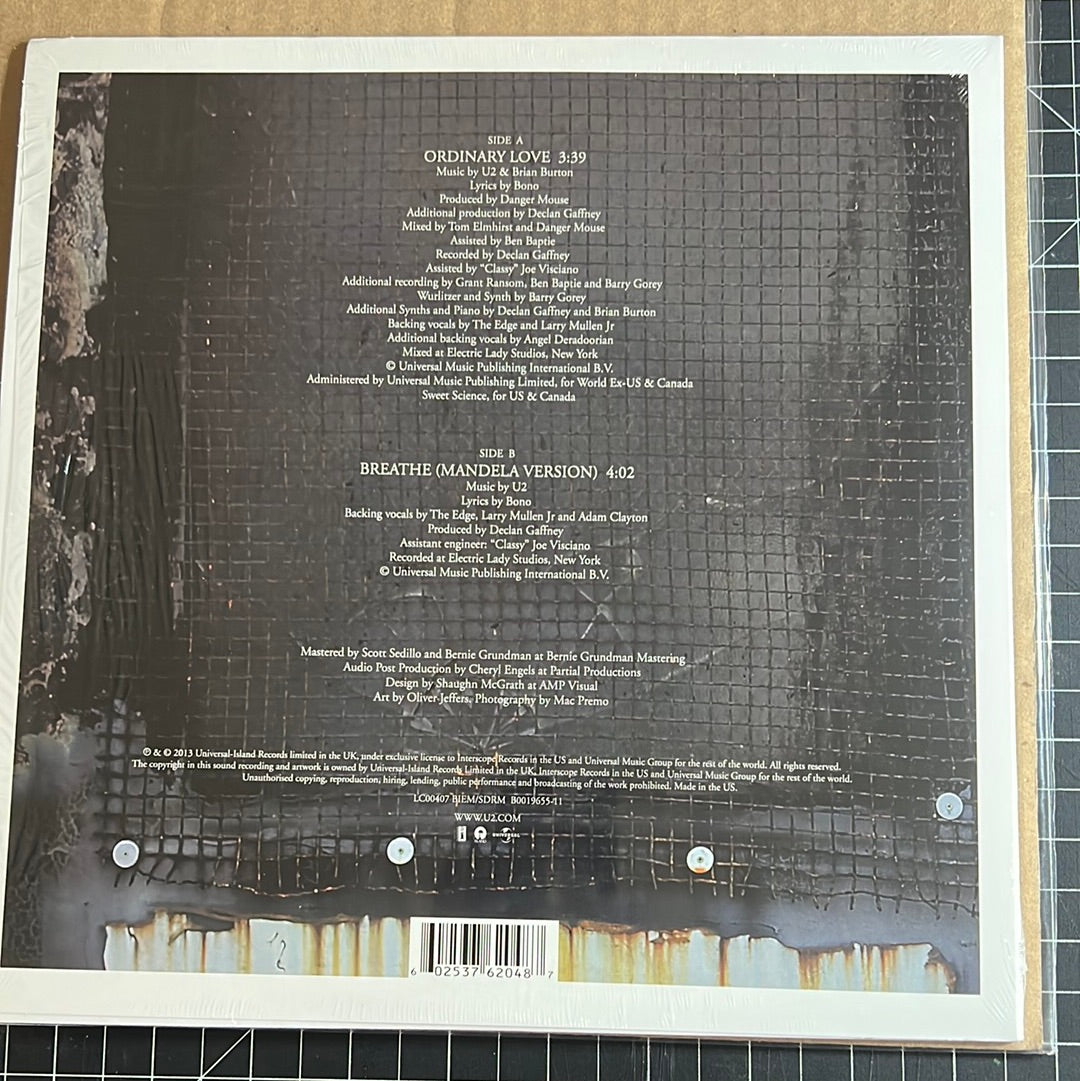 SIDE A
ORDINARY LOVE 3:39
Music by U2 & Brian Burton
Lyrics by Bono
Produced by Danger Mouse
Additional production by Declan Gaffney
Mixed by Tom Elmhirst and Danger Mouse
Assisted by Ben Baptie
Recorded by Declan Gaffney
Assisted by “Classy” Joe Visciano
Additional recording by Grant Ransom, Ben Baptie and Barry Gorey
Wurlitzer and Synth by Barry Gorey
Additional Synths and Piano by Declan Gaffney and Brian Burton
Backing vocals by The Edge and Larry Mullen Jr
Additional backing vocals by Angel Deradoorian
Mixed at Electric Lady Studios, New York
© Universal Music Publishing International B.V.
Administered by Universal Music Publishing Limited, for World Ex-US & Canada
Sweet Science, for US & Canada
SIDE B
BREATHE (MANDELA VERSION) 4:02
Music by U2
Lyrics by Bono
Backing vocals by The Edge, Larry Mullen Jr and Adam Clayton
Produced by Declan Gaffney
Assistant engineer: “Classy” Joe Visciano
Recorded at Electric Lady Studios, New York
© Universal Music Publishing International B.V.
Mastered by Scott Sedillo and Bernie Grundman at Bernie Grundman Mastering
Audio Post Production by Cheryl Engels at Partial Productions
Design by Shaughn McGrath at AMP Visual
Art by Oliver Jeffers, Photography by Mac Premo
℗ & © 2013 Universal-Island Records limited in the UK, under exclusive license to Interscope Records in the US and Universal Music Group for the rest of the world. All rights reserved.
The copyright in this sound recording and artwork is owned by Universal-Island Records Limited in the UK, Interscope Records in the US and Universal Music Group for the rest of the world.
Unauthorised copying, reproduction, hiring, lending, public performance and broadcasting of the work prohibited. Made in the US.
LC00407 BIEM/SDRM B0019655-11
WWW.U2.COM
UNIVERSAL
12
6 02537 62048 7